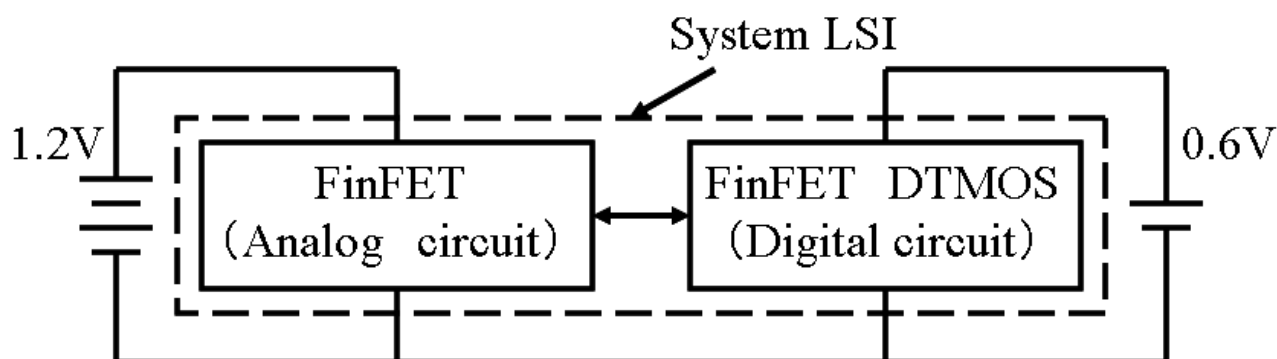 System LSI
1.2V
FinFET
（Analog circuit）
FinFET DTMOS
（Digital circuit）
0.6V